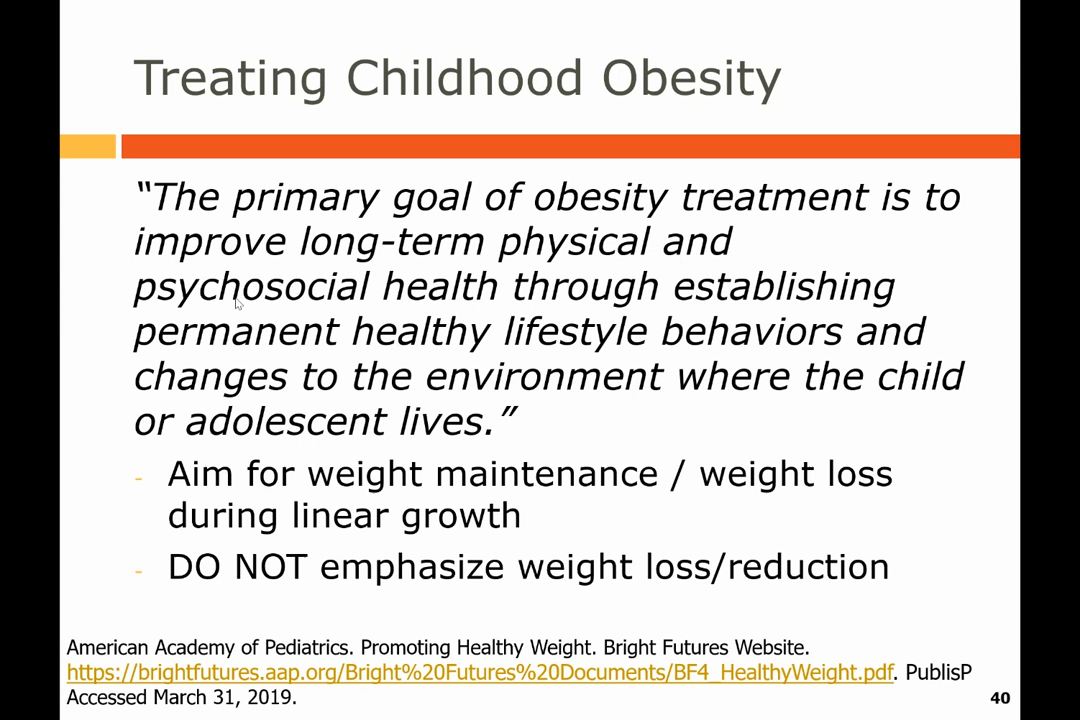 Treating Childhood Obesity
“The primary goal of obesity treatment is to
improve long-term physical and
psychosocial health through establishing
permanent healthy lifestyle behaviors and
changes to the environment where the child
or adolescent lives.”
- Aim for weight maintenance / weight loss
during linear growth
- DO NOT emphasize weight loss/reduction
American Academy of Pediatrics. Promoting Healthy Weight. Bright Futures Website.
https://brightfutures.aap.org/Bright%20Futures%20Documents/BF4_HealthyWeight.pdf. PublisP
Accessed March 31, 2019.
40